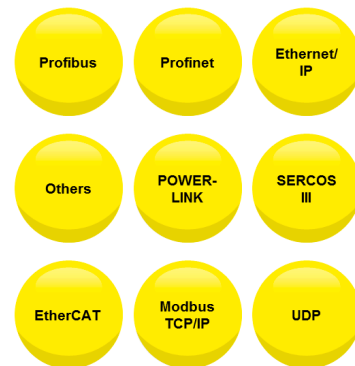 Profibus
Profinet
Ethernet/
IP
Others
POWER-
LINK
SERCOS
III
EtherCAT
Modbus
TCP/IP
UDP